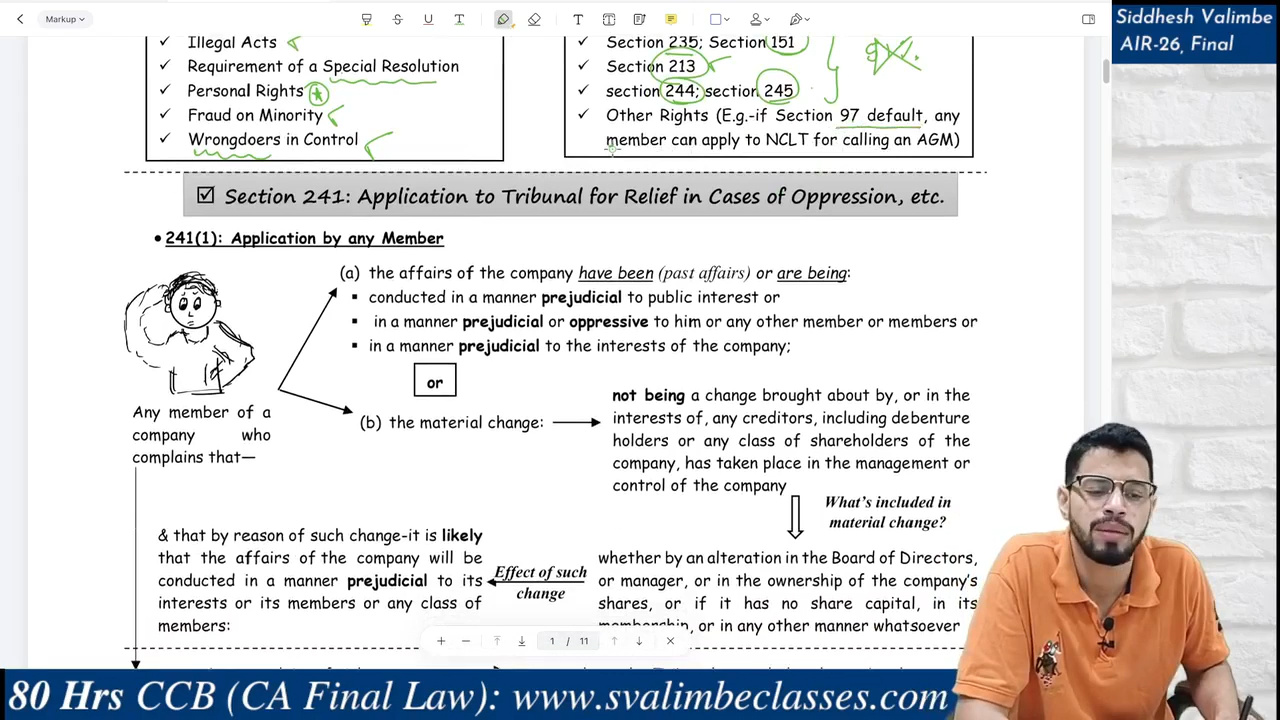 Markup
Siddhesh Valimbe
AIR-26, Final
✓ Illegal Acts
✓ Requirement of a Special Resolution
✓ Personal Rights
✓ Fraud on Minority
✓ Wrongdoers in Control
Section 235; Section 151
✓ Section 213
✓ section 244; section 245
✓ Other Rights (E.g.-if Section 97 default, any
member can apply to NCLT for calling an AGM)
☑ Section 241: Application to Tribunal for Relief in Cases of Oppression, etc.
• 241(1): Application by any Member
(a) the affairs of the company have been (past affairs) or are being:
▪ conducted in a manner prejudicial to public interest or
▪ in a manner prejudicial or oppressive to him or any other member or members or
▪ in a manner prejudicial to the interests of the company;
or
(b) the material change:
not being a change brought about by, or in the
interests of, any creditors, including debenture
holders or any class of shareholders of the
company, has taken place in the management or
control of the company
Any member of a
company who
complains that—
What's included in
material change?
whether by an alteration in the Board of Directors,
or manager, or in the ownership of the company's
shares, or if it has no share capital, in its
membership, or in any other manner whatsoever
Effect of such
change
& that by reason of such change-it is likely
that the affairs of the company will be
conducted in a manner prejudicial to its
interests or its members or any class of
members:
1 / 11
80 Hrs CCB (CA Final Law): www.svalimbeclasses.com